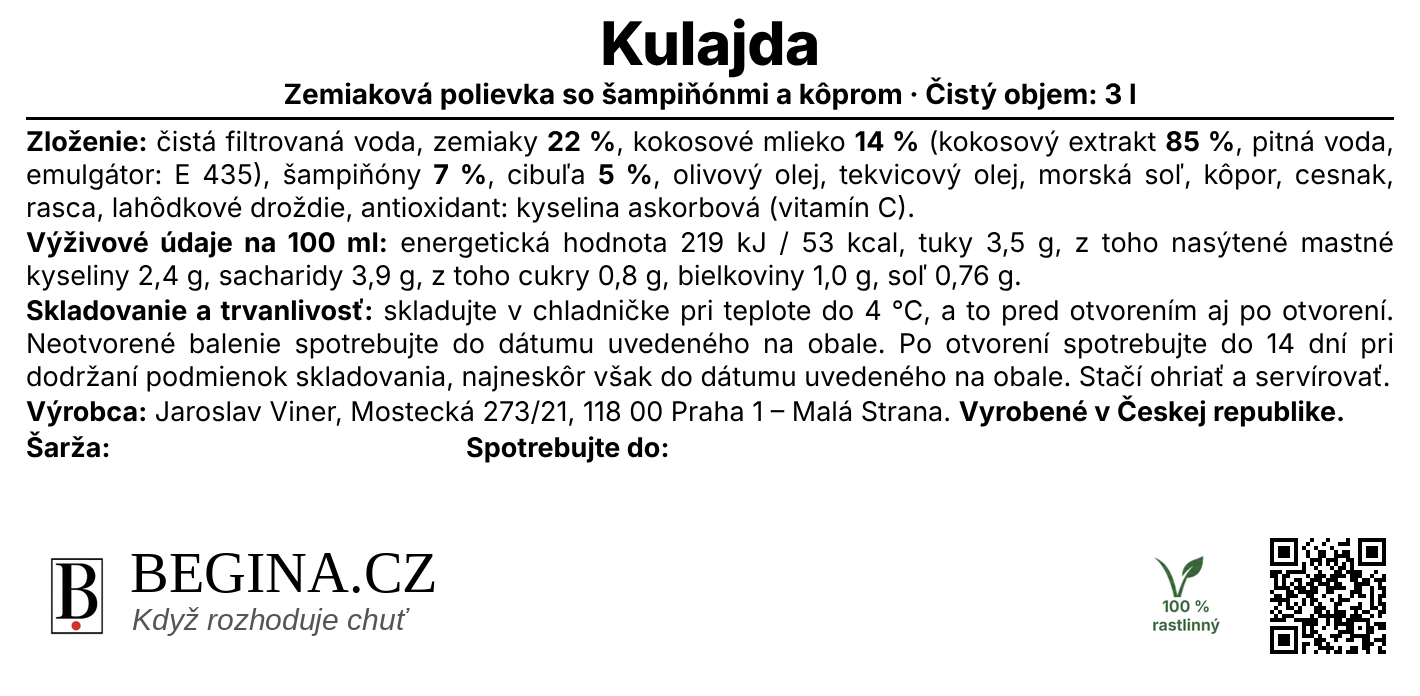 Kulajda
Zemiaková polievka so šampiňónmi a kôprom · Čistý objem: 3 l
Zloženie: čistá filtrovaná voda, zemiaky 22 %, kokosové mlieko 14 % (kokosový extrakt 85 %, pitná voda,
emulgátor: E 435), šampiňóny 7 %, cibuľa 5 %, olivový olej, tekvicový olej, morská soľ, kôpor, cesnak,
rasca, lahôdkové droždie, antioxidant: kyselina askorbová (vitamín C).
Výživové údaje na 100 ml: energetická hodnota 219 kJ / 53 kcal, tuky 3,5 g, z toho nasýtené mastné
kyseliny 2,4 g, sacharidy 3,9 g, z toho cukry 0,8 g, bielkoviny 1,0 g, soľ 0,76 g.
Skladovanie a trvanlivosť: skladujte v chladničke pri teplote do 4 °C, a to pred otvorením aj po otvorení.
Neotvorené balenie spotrebujte do dátumu uvedeného na obale. Po otvorení spotrebujte do 14 dní pri
dodržaní podmienok skladovania, najneskôr však do dátumu uvedeného na obale. Stačí ohriať a servírovať.
Výrobca: Jaroslav Viner, Mostecká 273/21, 118 00 Praha 1 – Malá Strana. Vyrobené v Českej republike.
Šarža: Spotrebujte do:
B
BEGINA.CZ
Když rozhoduje chuť
100 %
rastlinný